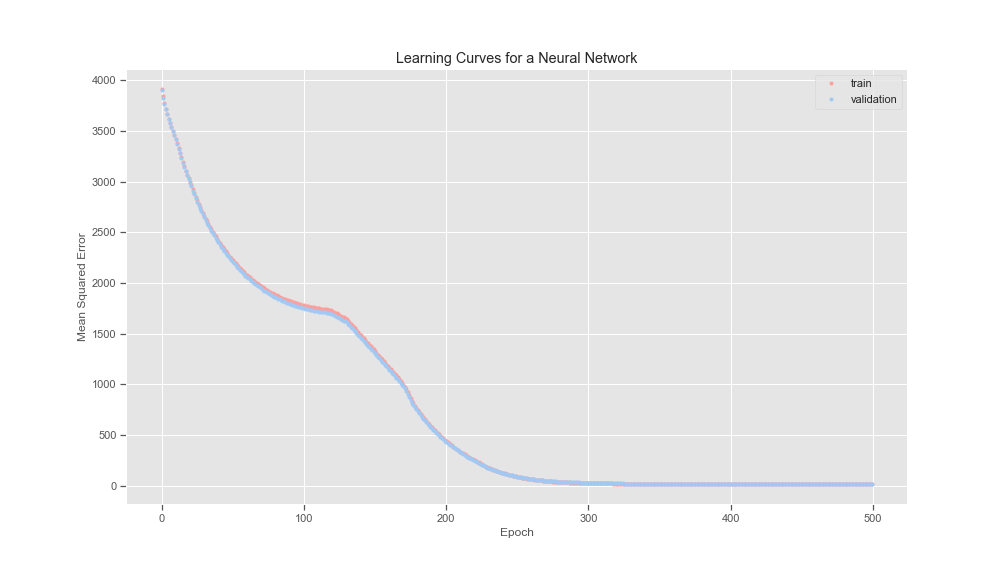 Learning Curves for a Neural Network
train
validation
Mean Squared Error
4000
3500
3000
2500
2000
1500
1000
500
0
0 100 200 300 400 500
Epoch